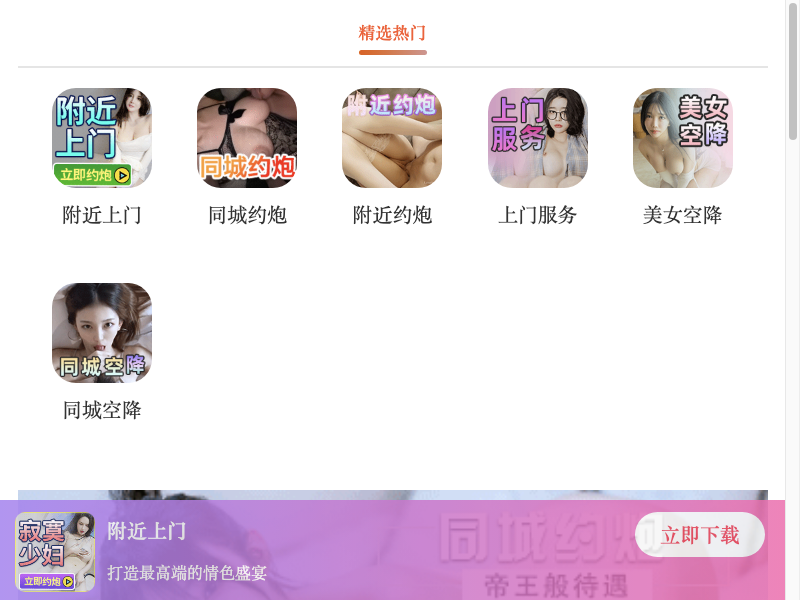 精选热门
附近
上门
立即约炮
同城约炮
附近约炮
上门
服务
美女
空降
附近上门
同城约炮
附近约炮
上门服务
美女空降
同城空降
同城空降
同城约炮
帝王般待遇
寂寞
少妇
立即约炮
附近上门
打造最高端的情色盛宴
立即下载